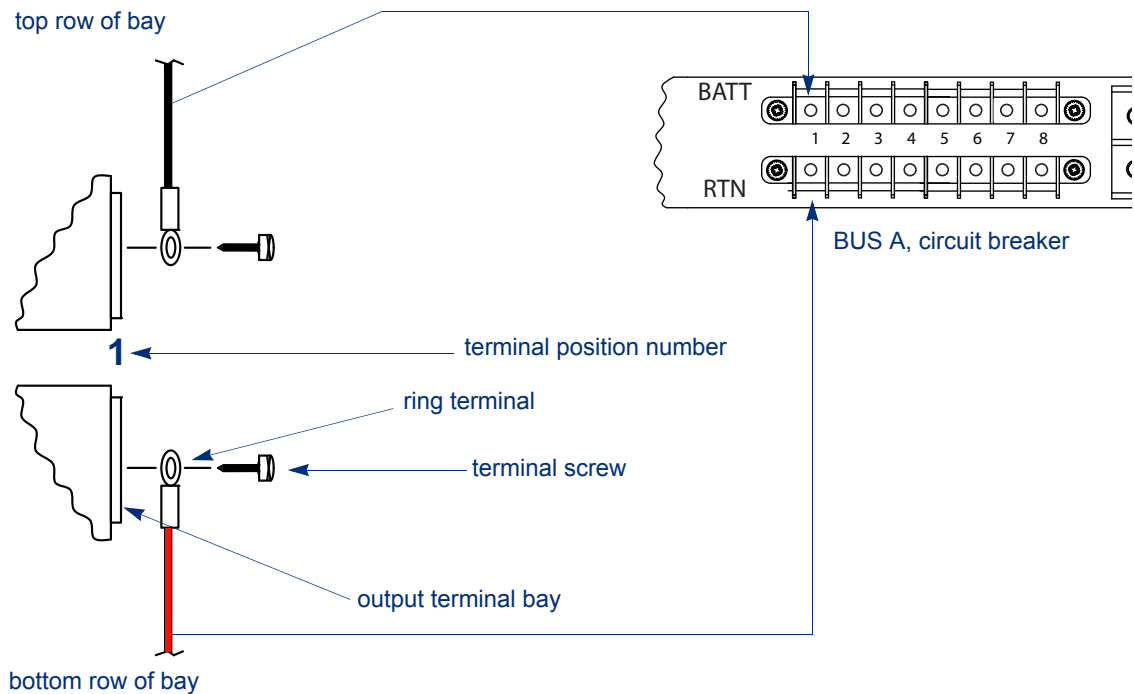 top row of bay
BATT
1 2 3 4 5 6 7 8
RTN
BUS A, circuit breaker
1
terminal position number
ring terminal
terminal screw
output terminal bay
bottom row of bay